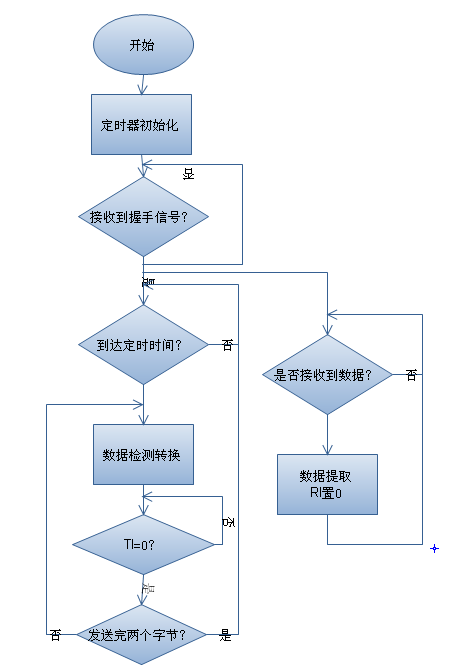 开始
定时器初始化
否
接收到握手信号?
是
到达定时时间?
否
是否接收到数据?
否
数据检测转换
数据提取
RI置0
否
TI=0?
是
否
发送完两个字节?
是